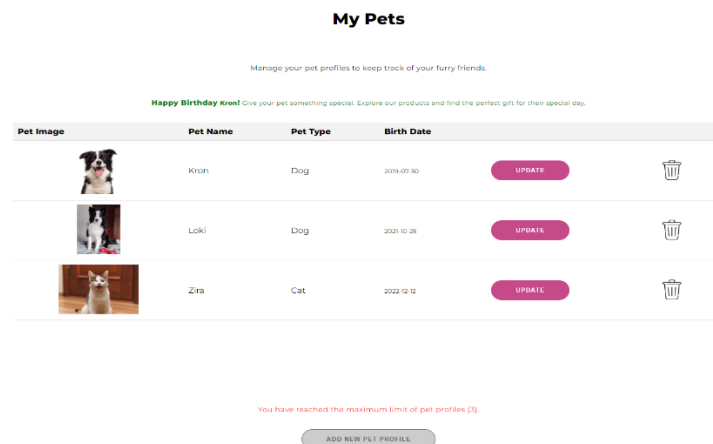 My Pets
Manage your pet profiles to keep track of your furry friends.
Happy Birthday Kron! Give your pet something special. Explore our products and find the perfect gift for their special day.
Pet Image Pet Name Pet Type Birth Date
Kron Dog 2019-07-30 UPDATE
Loki Dog 2021-10-28 UPDATE
Zira Cat 2022-12-12 UPDATE
You have reached the maximum limit of pet profiles (3).
ADD NEW PET PROFILE